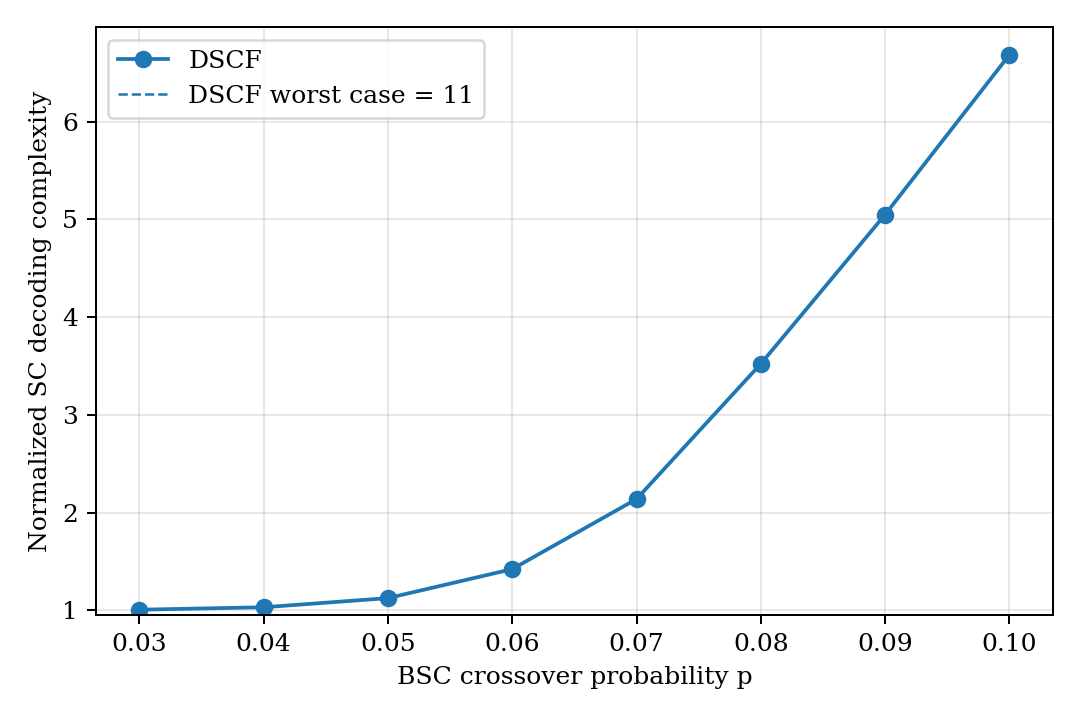 DSCF
DSCF worst case = 11
Normalized SC decoding complexity
6
5
4
3
2
1
0.03 0.04 0.05 0.06 0.07 0.08 0.09 0.10
BSC crossover probability p